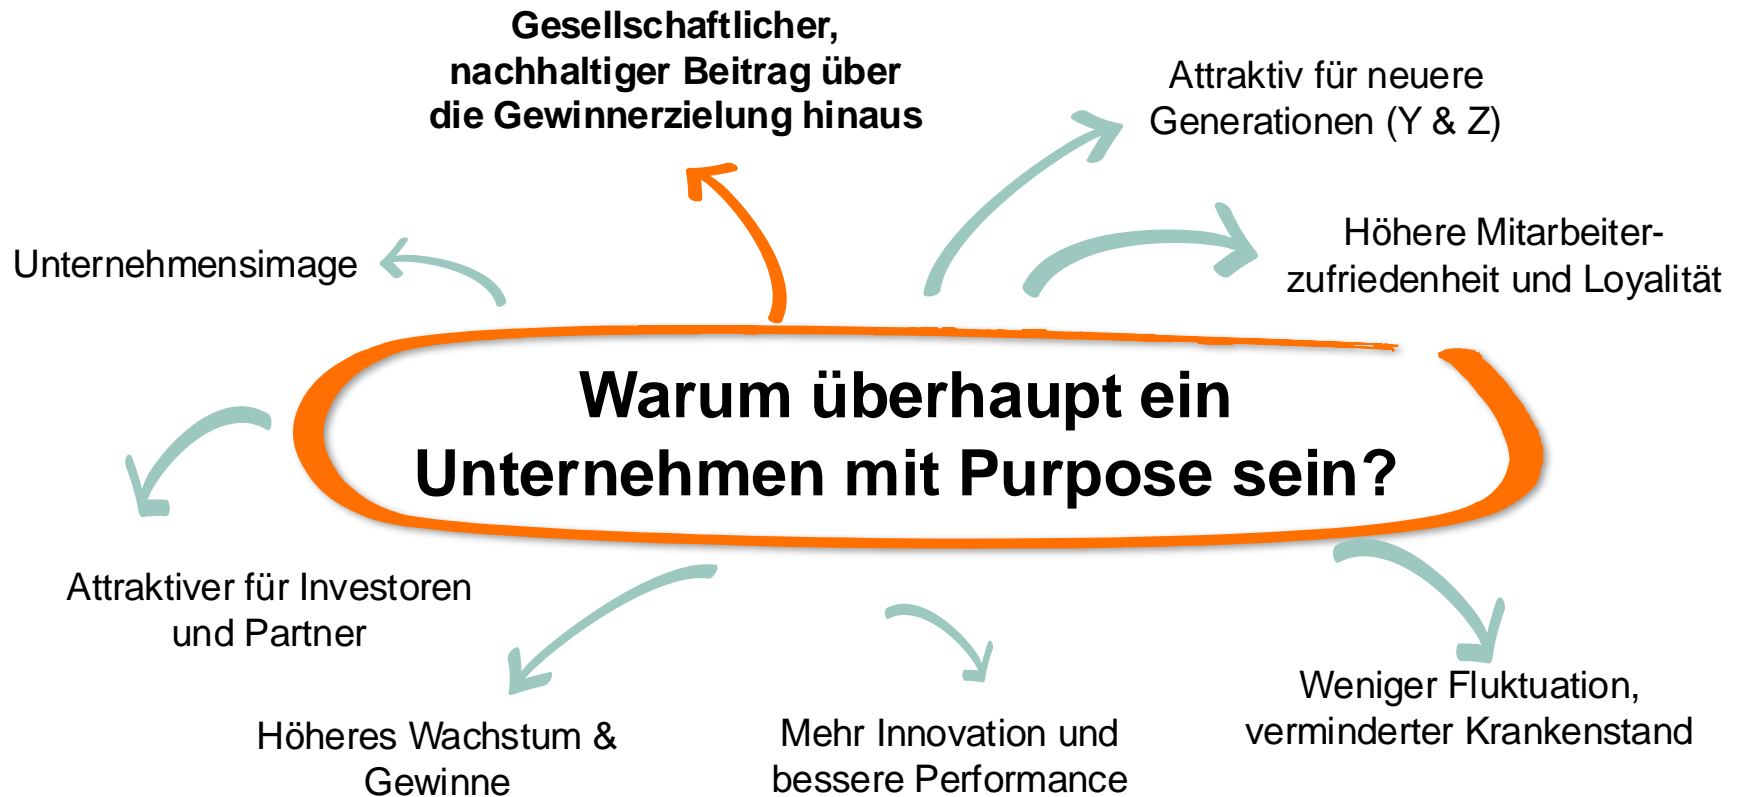 Gesellschaftlicher,
nachhaltiger Beitrag über
die Gewinnerzielung hinaus
Attraktiv für neuere
Generationen (Y & Z)
Unternehmensimage
Höhere Mitarbeiter-
zufriedenheit und Loyalität
Warum überhaupt ein
Unternehmen mit Purpose sein?
Attraktiver für Investoren
und Partner
Höheres Wachstum &
Gewinne
Mehr Innovation und
bessere Performance
Weniger Fluktuation,
verminderter Krankenstand